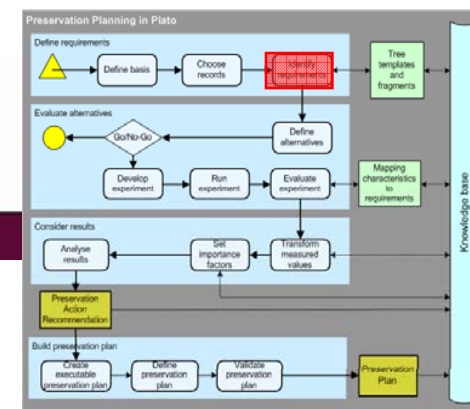 Preservation Planning in Plato
Define requirements
Define basis
Choose
records
Identify
requirements
Tree
templates
and
fragments
Evaluate alternatives
Go/No-Go
Define
alternatives
Develop
experiment
Run
experiment
Evaluate
experiment
Mapping
characteristics
to
requirements
Knowledge base
Consider results
Analyse
results
Set
importance
factors
Transform
measured
values
Preservation
Action
Recommendation
Build preservation plan
Create
executable
preservation plan
Define
preservation
plan
Validate
preservation
plan
Preservation
Plan